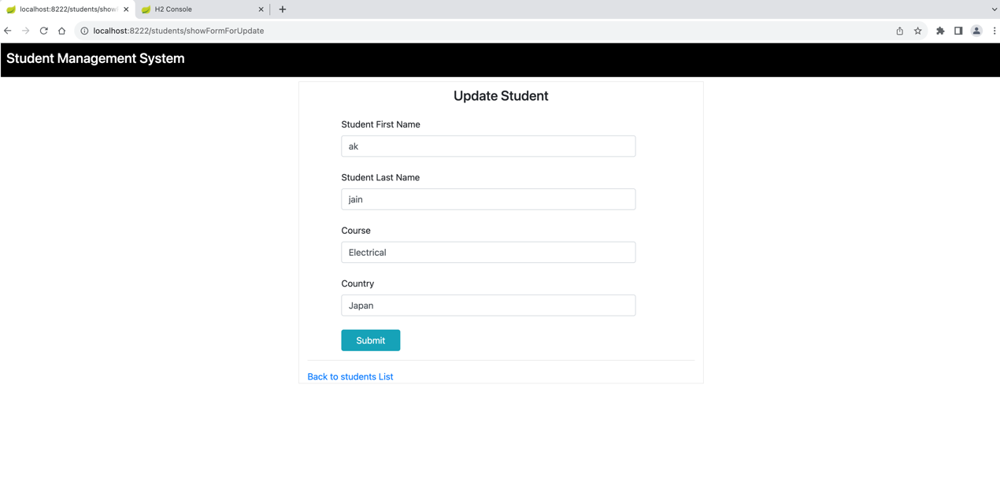 localhost:8222/students/show
H2 Console
localhost:8222/students/showFormForUpdate
Student Management System
Update Student
Student First Name
ak
Student Last Name
jain
Course
Electrical
Country
Japan
Submit
Back to students List